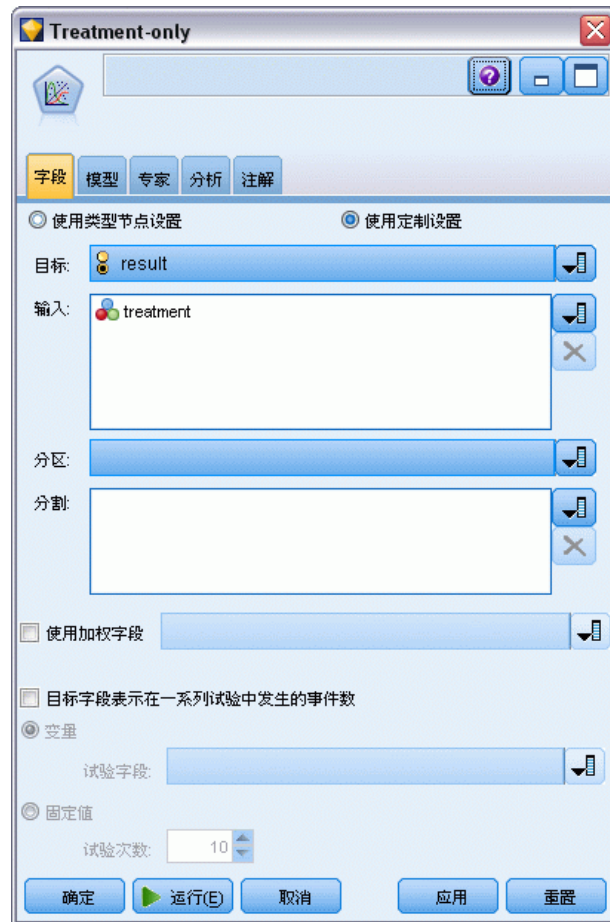 Treatment-only
?
字段 模型 专家 分析 注解
使用类型节点设置 使用定制设置
目标: result
输入: treatment
分区:
分割:
使用加权字段
目标字段表示在一系列试验中发生的事件数
变量
试验字段:
固定值
试验次数: 10
确定 运行(E) 取消 应用 重置